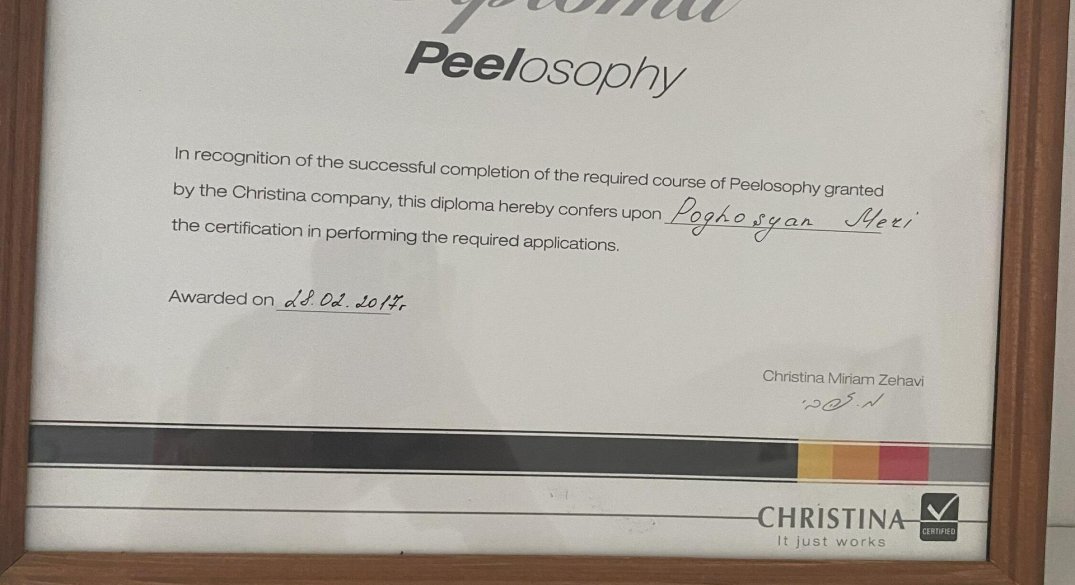 Diploma
Peelosophy
In recognition of the successful completion of the required course of Peelosophy granted
by the Christina company, this diploma hereby confers upon Poghosyan Meri
the certification in performing the required applications.
Awarded on 28.02.2017г
Christina Miriam Zehavi
CHRISTINA
CERTIFIED
It just works